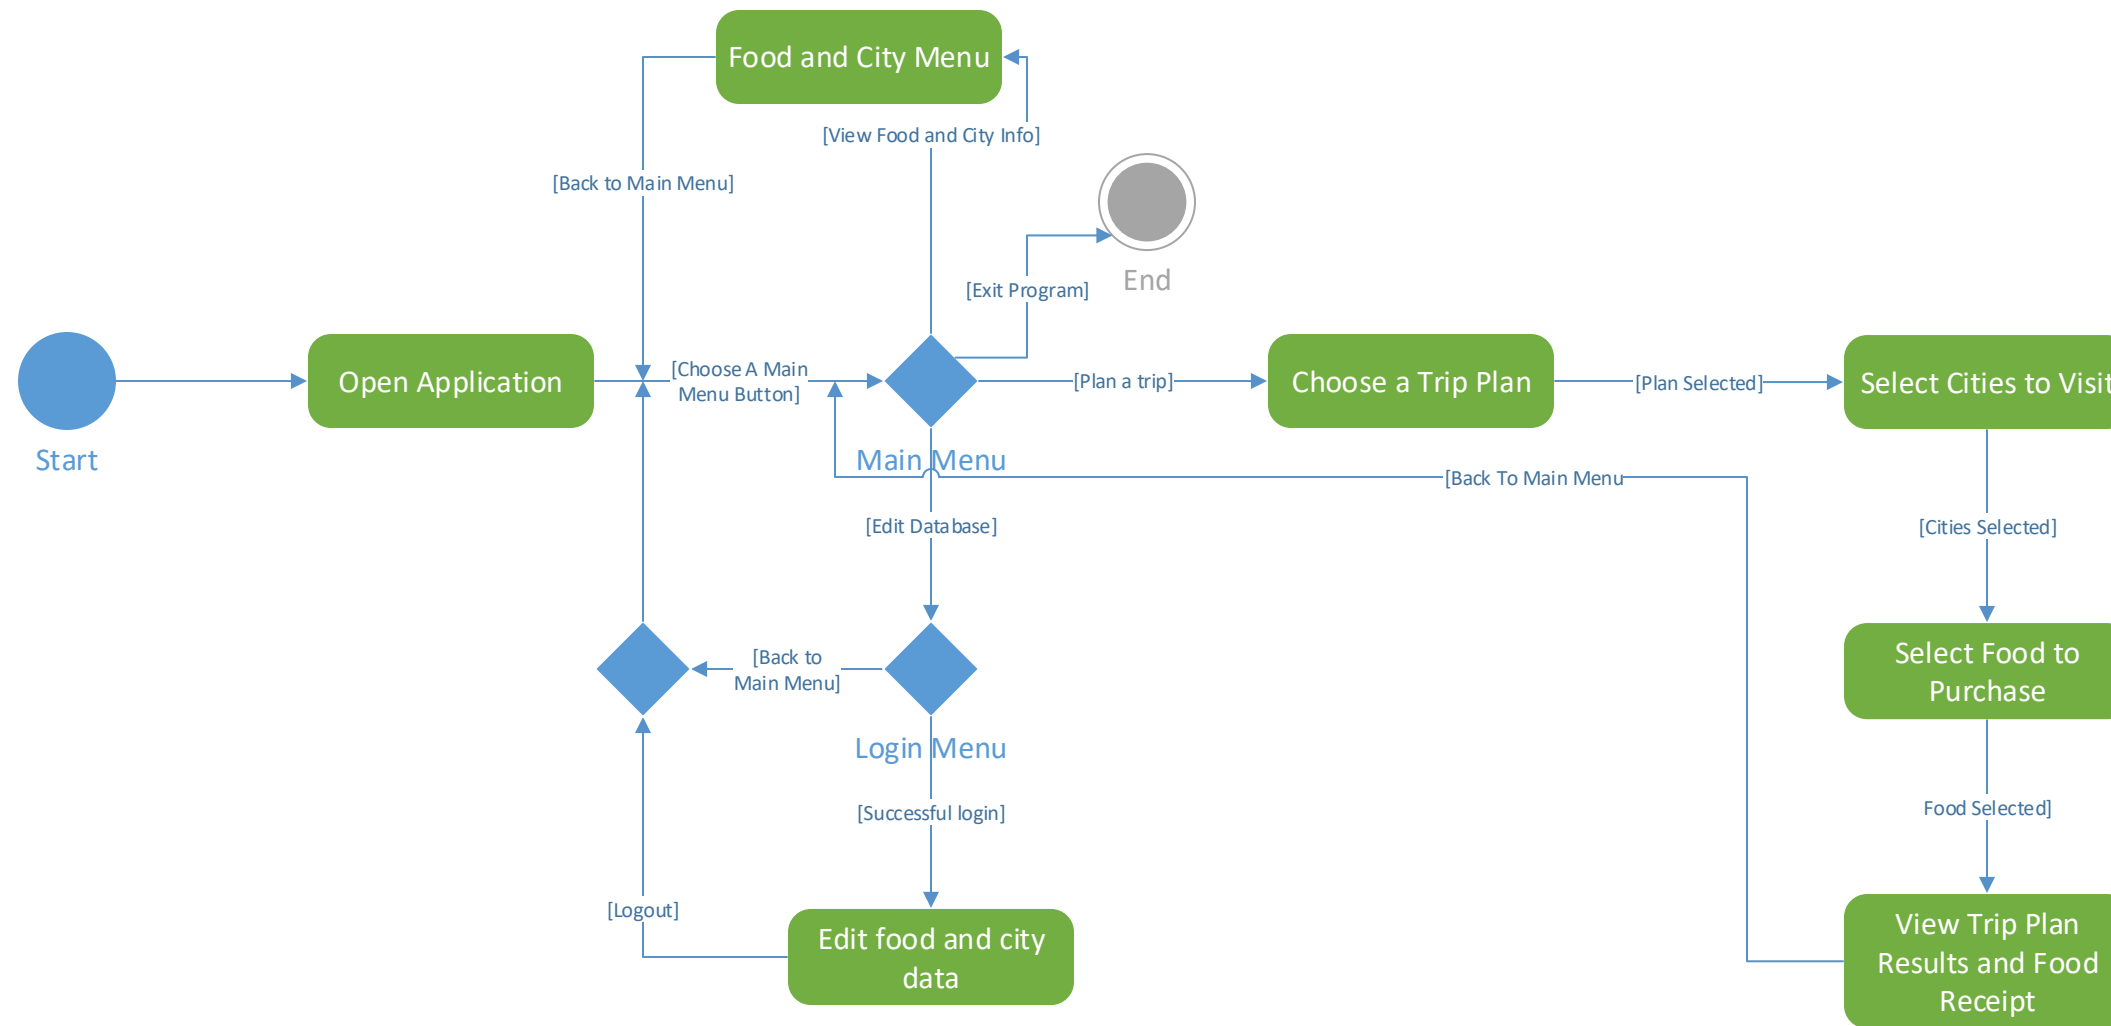 Food and City Menu
[View Food and City Info]
[Back to Main Menu]
[Exit Program]
End
Start
Open Application
[Choose A Main
Menu Button]
Main Menu
[Plan a trip]
Choose a Trip Plan
[Plan Selected]
Select Cities to Visit
[Back To Main Menu
[Edit Database]
[Cities Selected]
[Back to
Main Menu]
Login Menu
Select Food to
Purchase
[Successful login]
Food Selected]
[Logout]
Edit food and city
data
View Trip Plan
Results and Food
Receipt